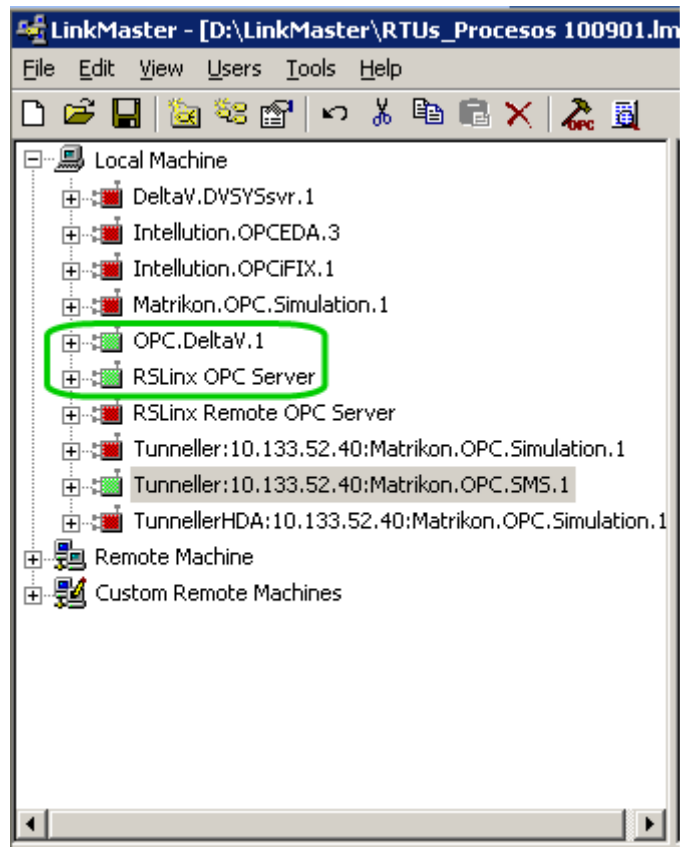 LinkMaster - [D:\LinkMaster\RTUs_Procesos 100901.lm
File Edit View Users Tools Help
OPC
Local Machine
DeltaV.DVSYSsvr.1
Intellution.OPCEDA.3
Intellution.OPCiFIX.1
Matrikon.OPC.Simulation.1
OPC.DeltaV.1
RSLinx OPC Server
RSLinx Remote OPC Server
Tunneller:10.133.52.40:Matrikon.OPC.Simulation.1
Tunneller:10.133.52.40:Matrikon.OPC.SMS.1
TunnellerHDA:10.133.52.40:Matrikon.OPC.Simulation.1
Remote Machine
Custom Remote Machines